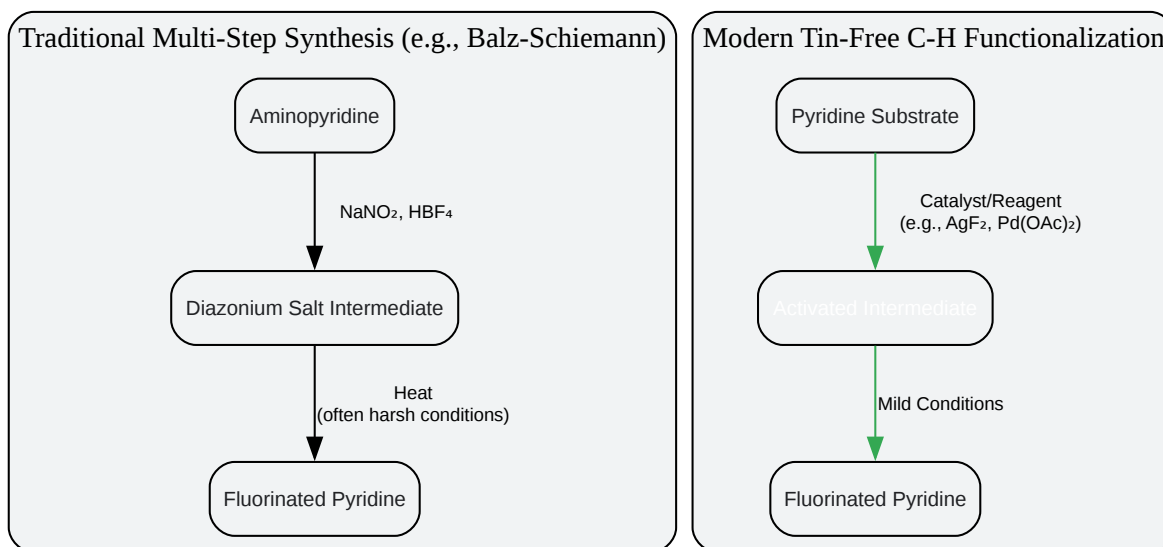 Traditional Multi-Step Synthesis (e.g., Balz-Schiemann)
Aminopyridine
NaNO₂, HBF₄
Diazonium Salt Intermediate
Heat
(often harsh conditions)
Fluorinated Pyridine
Modern Tin-Free C-H Functionalization
Pyridine Substrate
Catalyst/Reagent
(e.g., AgF₂, Pd(OAc)₂)
Activated Intermediate
Mild Conditions
Fluorinated Pyridine